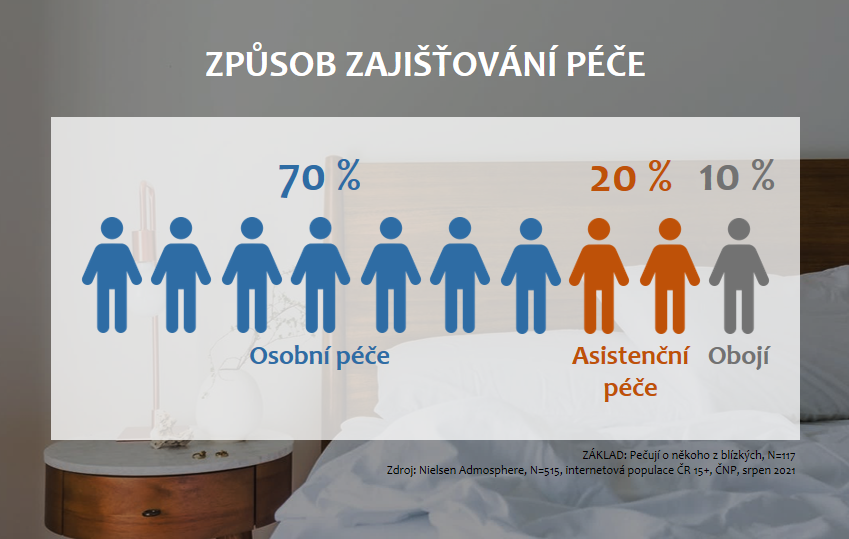 ZPŮSOB ZAJIŠŤOVÁNÍ PÉČE
70 %
20 %
10 %
Osobní péče
Asistenční
péče
Obojí
ZÁKLAD: Pečují o někoho z blízkých, N=117
Zdroj: Nielsen Admosphere, N=515, internetová populace ČR 15+, ČNP, srpen 2021